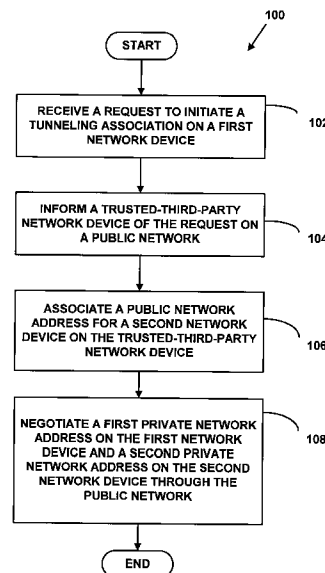 100
START
RECEIVE A REQUEST TO INITIATE A
TUNNELING ASSOCIATION ON A FIRST
NETWORK DEVICE
102
INFORM A TRUSTED-THIRD-PARTY
NETWORK DEVICE OF THE REQUEST ON
A PUBLIC NETWORK
104
ASSOCIATE A PUBLIC NETWORK
ADDRESS FOR A SECOND NETWORK
DEVICE ON THE TRUSTED-THIRD-PARTY
NETWORK DEVICE
106
NEGOTIATE A FIRST PRIVATE NETWORK
ADDRESS ON THE FIRST NETWORK
DEVICE AND A SECOND PRIVATE
NETWORK ADDRESS ON THE SECOND
NETWORK DEVICE THROUGH THE
PUBLIC NETWORK
108
END